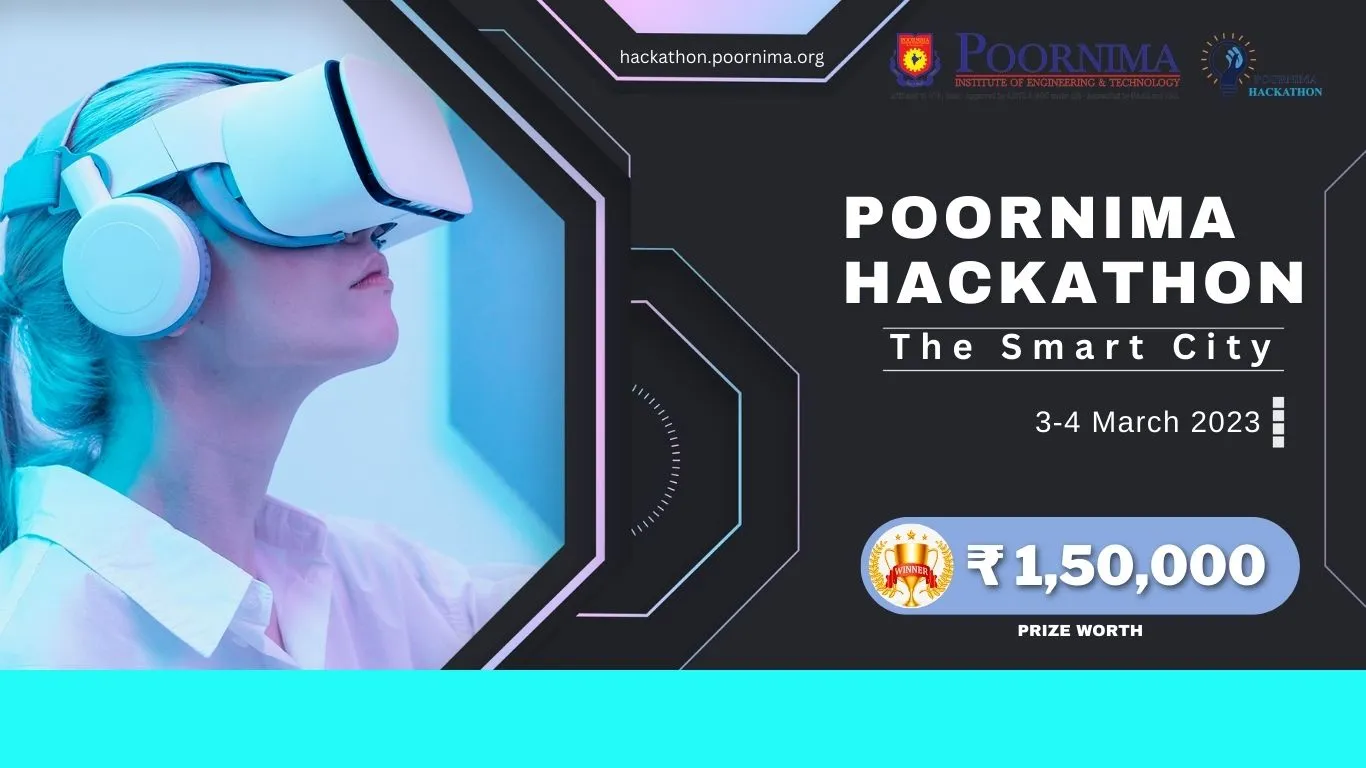 hackathon.poornima.org
POORNIMA
INSTITUTE OF ENGINEERING & TECHNOLOGY
POORNIMA
HACKATHON
POORNIMA
HACKATHON
The Smart City
3-4 March 2023
WINNER
₹ 1,50,000
PRIZE WORTH